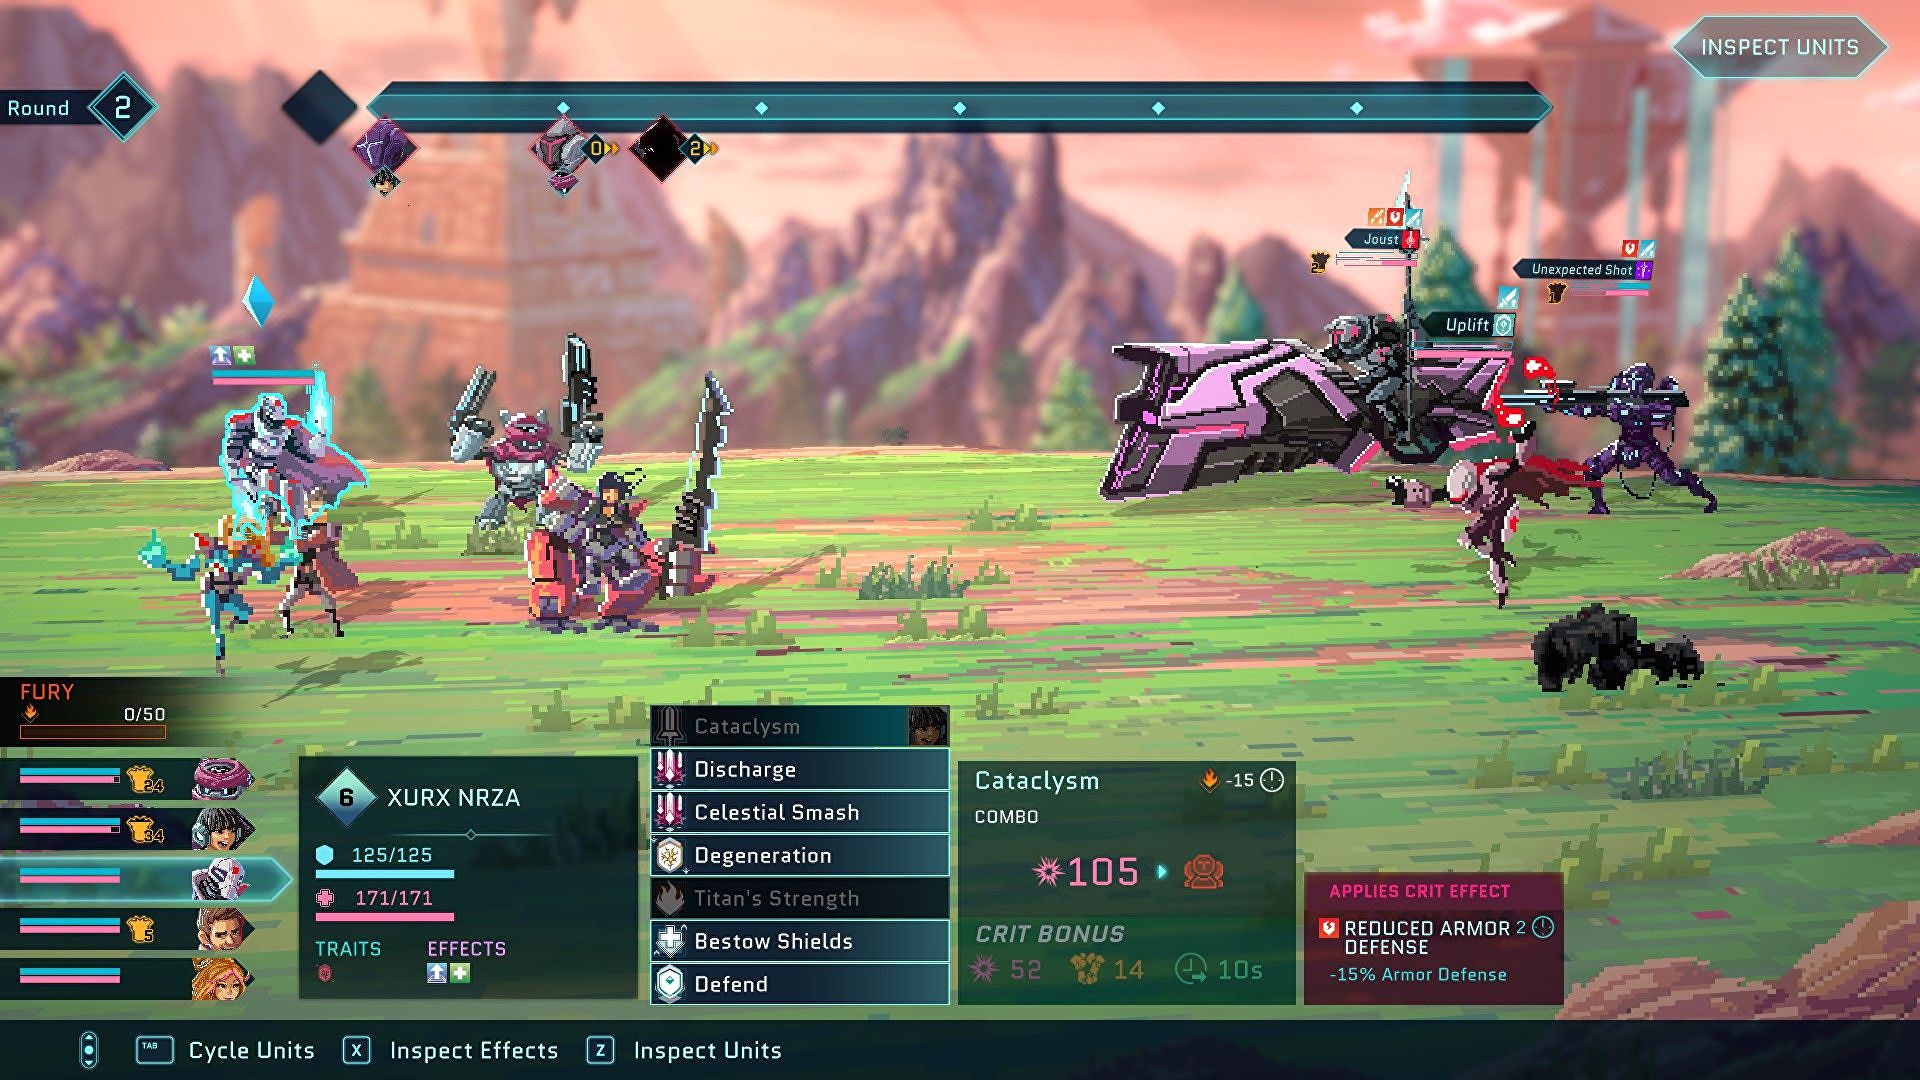 INSPECT UNITS
Round 2
0
2
Joust
2
Unexpected Shot
1
Uplift
FURY
0/50
24
34
5
6 XURX NRZA
125/125
171/171
TRAITS EFFECTS
Cataclysm
Discharge
Celestial Smash
Degeneration
Titan's Strength
Bestow Shields
Defend
Cataclysm -15
COMBO
105
CRIT BONUS
52 14 10s
APPLIES CRIT EFFECT
REDUCED ARMOR 2
DEFENSE
-15% Armor Defense
TAB Cycle Units X Inspect Effects Z Inspect Units